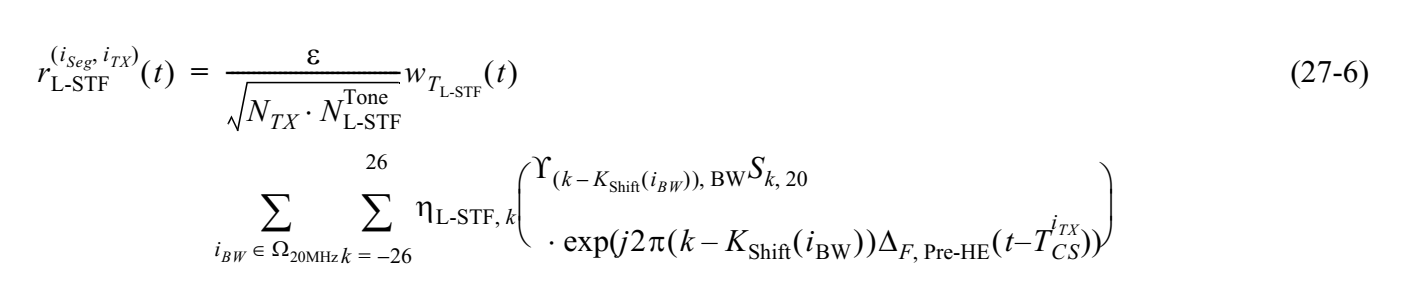 r_{L-STF}^{(i_{Seg}, i_{TX})}(t) = \frac{ε}{\sqrt{N_{TX} · N_{L-STF}^{Tone}}} w_{T_{L-STF}}(t) (27-6)
\sum_{i_{BW} ∈ Ω_{20MHz}} \sum_{k = –26}^{26} η_{L-STF, k} ( ϒ_{(k – K_{Shift}(i_{BW})), BW} S_{k, 20}
· exp(j2π(k – K_{Shift}(i_{BW}))Δ_{F, Pre-HE}(t–T_{CS}^{i_{TX}})) )